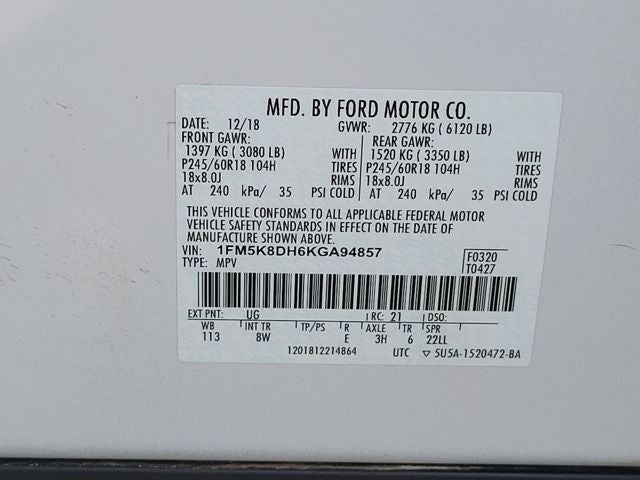 MFD. BY FORD MOTOR CO.
DATE: 12/18 GVWR: 2776 KG ( 6120 LB)
FRONT GAWR: REAR GAWR:
1397 KG ( 3080 LB) WITH 1520 KG ( 3350 LB) WITH
P245/60R18 104H TIRES P245/60R18 104H TIRES
18x8.0J RIMS 18x8.0J RIMS
AT 240 kPa/ 35 PSI COLD AT 240 kPa/ 35 PSI COLD
THIS VEHICLE CONFORMS TO ALL APPLICABLE FEDERAL MOTOR
VEHICLE SAFETY STANDARDS IN EFFECT ON THE DATE OF
MANUFACTURE SHOWN ABOVE.
VIN: 1FM5K8DH6KGA94857 F0320
TYPE: MPV T0427
EXT PNT: UG RC: 21 DSO:
WB INT TR TP/PS R AXLE TR SPR
113 8W E 3H 6 22LL
1201812214864 UTC ▽ 5U5A-1520472-BA